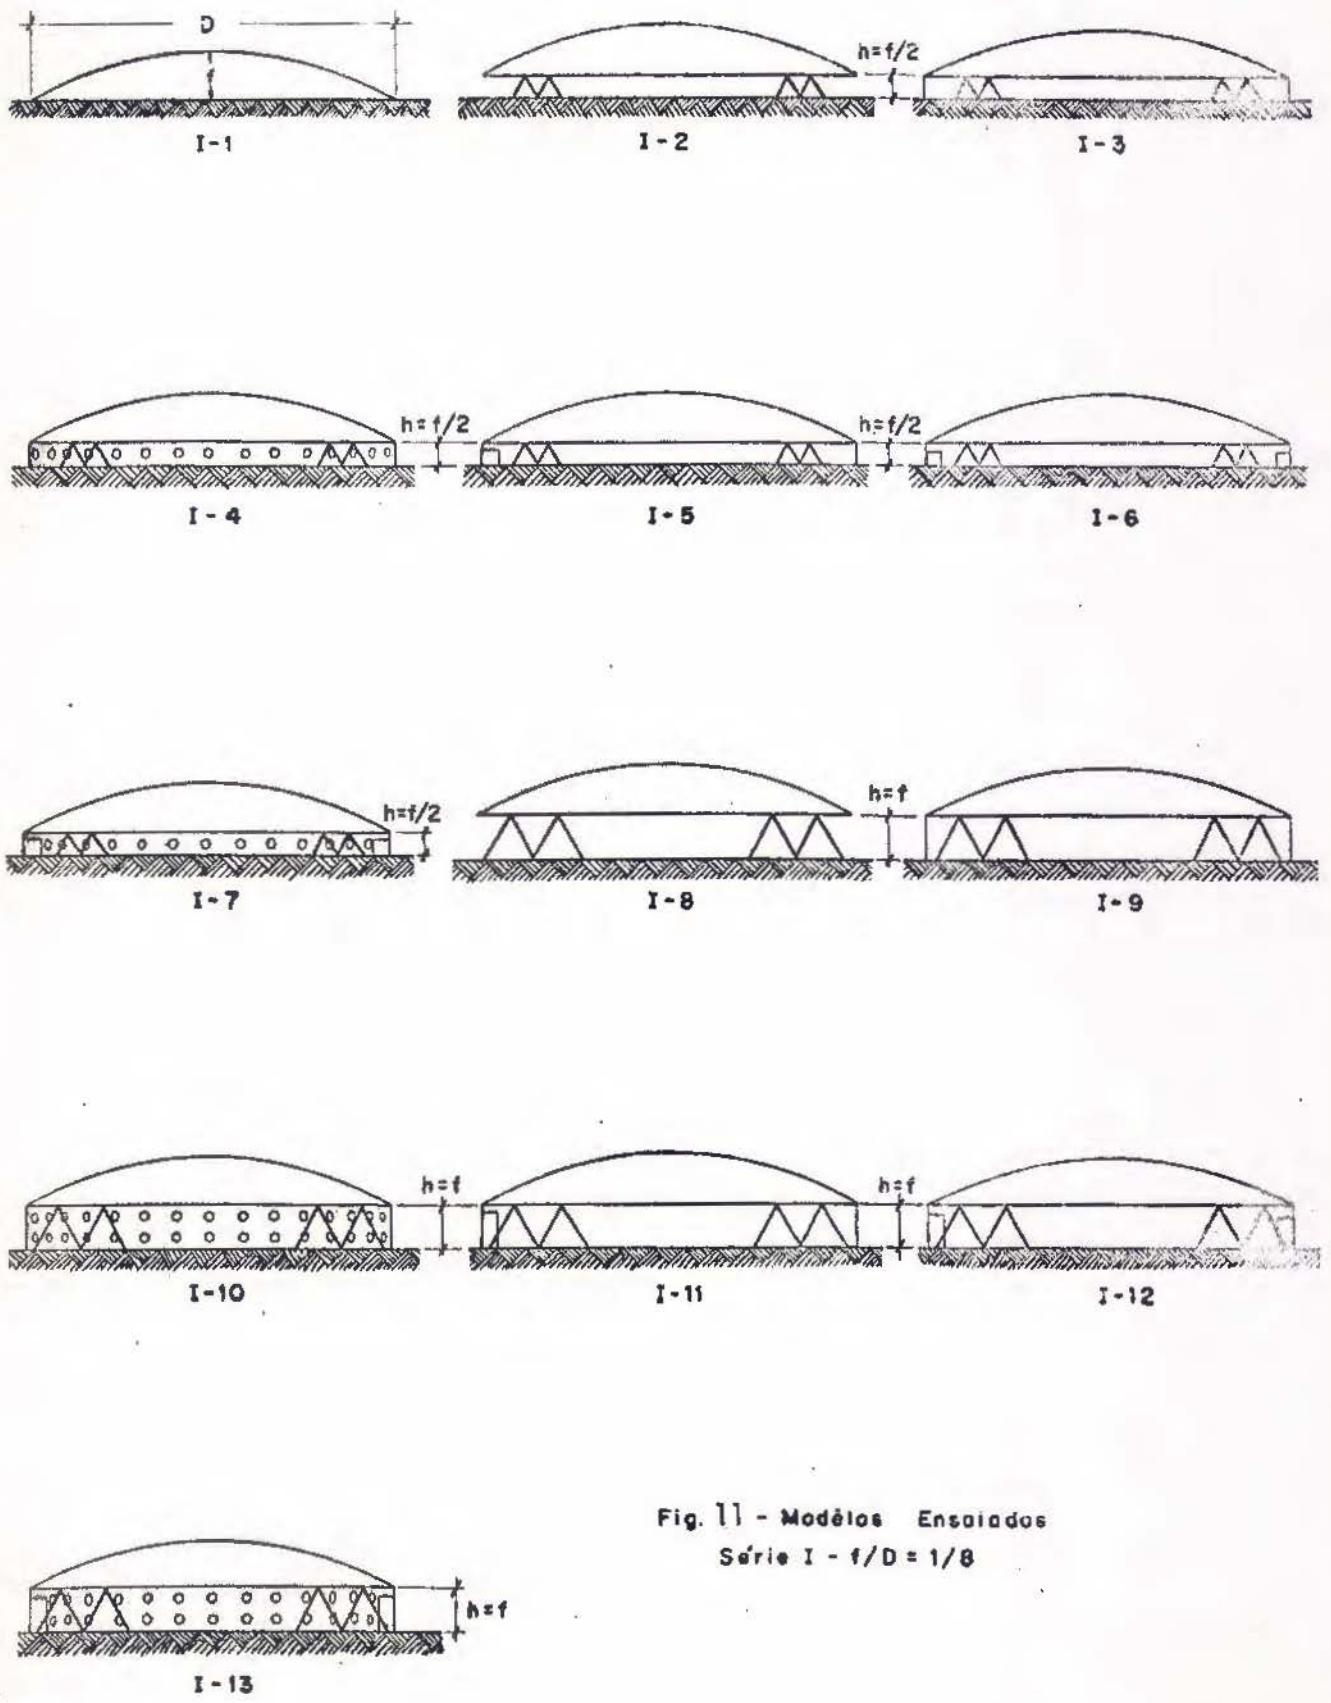 D
f
I-1
I-2
h=f/2
I-3
I-4
h=f/2
I-5
h=f/2
I-6
I-7
h=f/2
I-8
h=f
I-9
I-10
h=f
I-11
h=f
I-12
I-13
h=f
Fig. 11 - Modêlos Ensaiados
Série I - f/D = 1/8